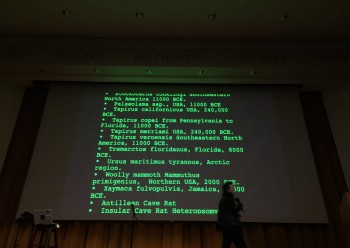 North America 11000 BCE.
• Palaeolama ssp., USA, 11000 BCE
• Tapirus californicus USA, 240,000
BCE.
• Tapirus copei from Pennsylvania to
Florida, 11000 BCE.
• Tapirus merriami USA, 240,000 BCE.
• Tapirus veroensis Southeastern North
America, 11000 BCE.
• Tremarctos floridanus, Florida, 8000
BCE.
• Ursus maritimus tyranous, Arctic
region.
• Woolly mammoth Mammuthus
primigenius, Northern USA, 2000 BCE.
• Xaymaca fulvopulvis, Jamaica,
BCE.
• Antillean Cave Rat
• Insular Cave Rat
MOZART